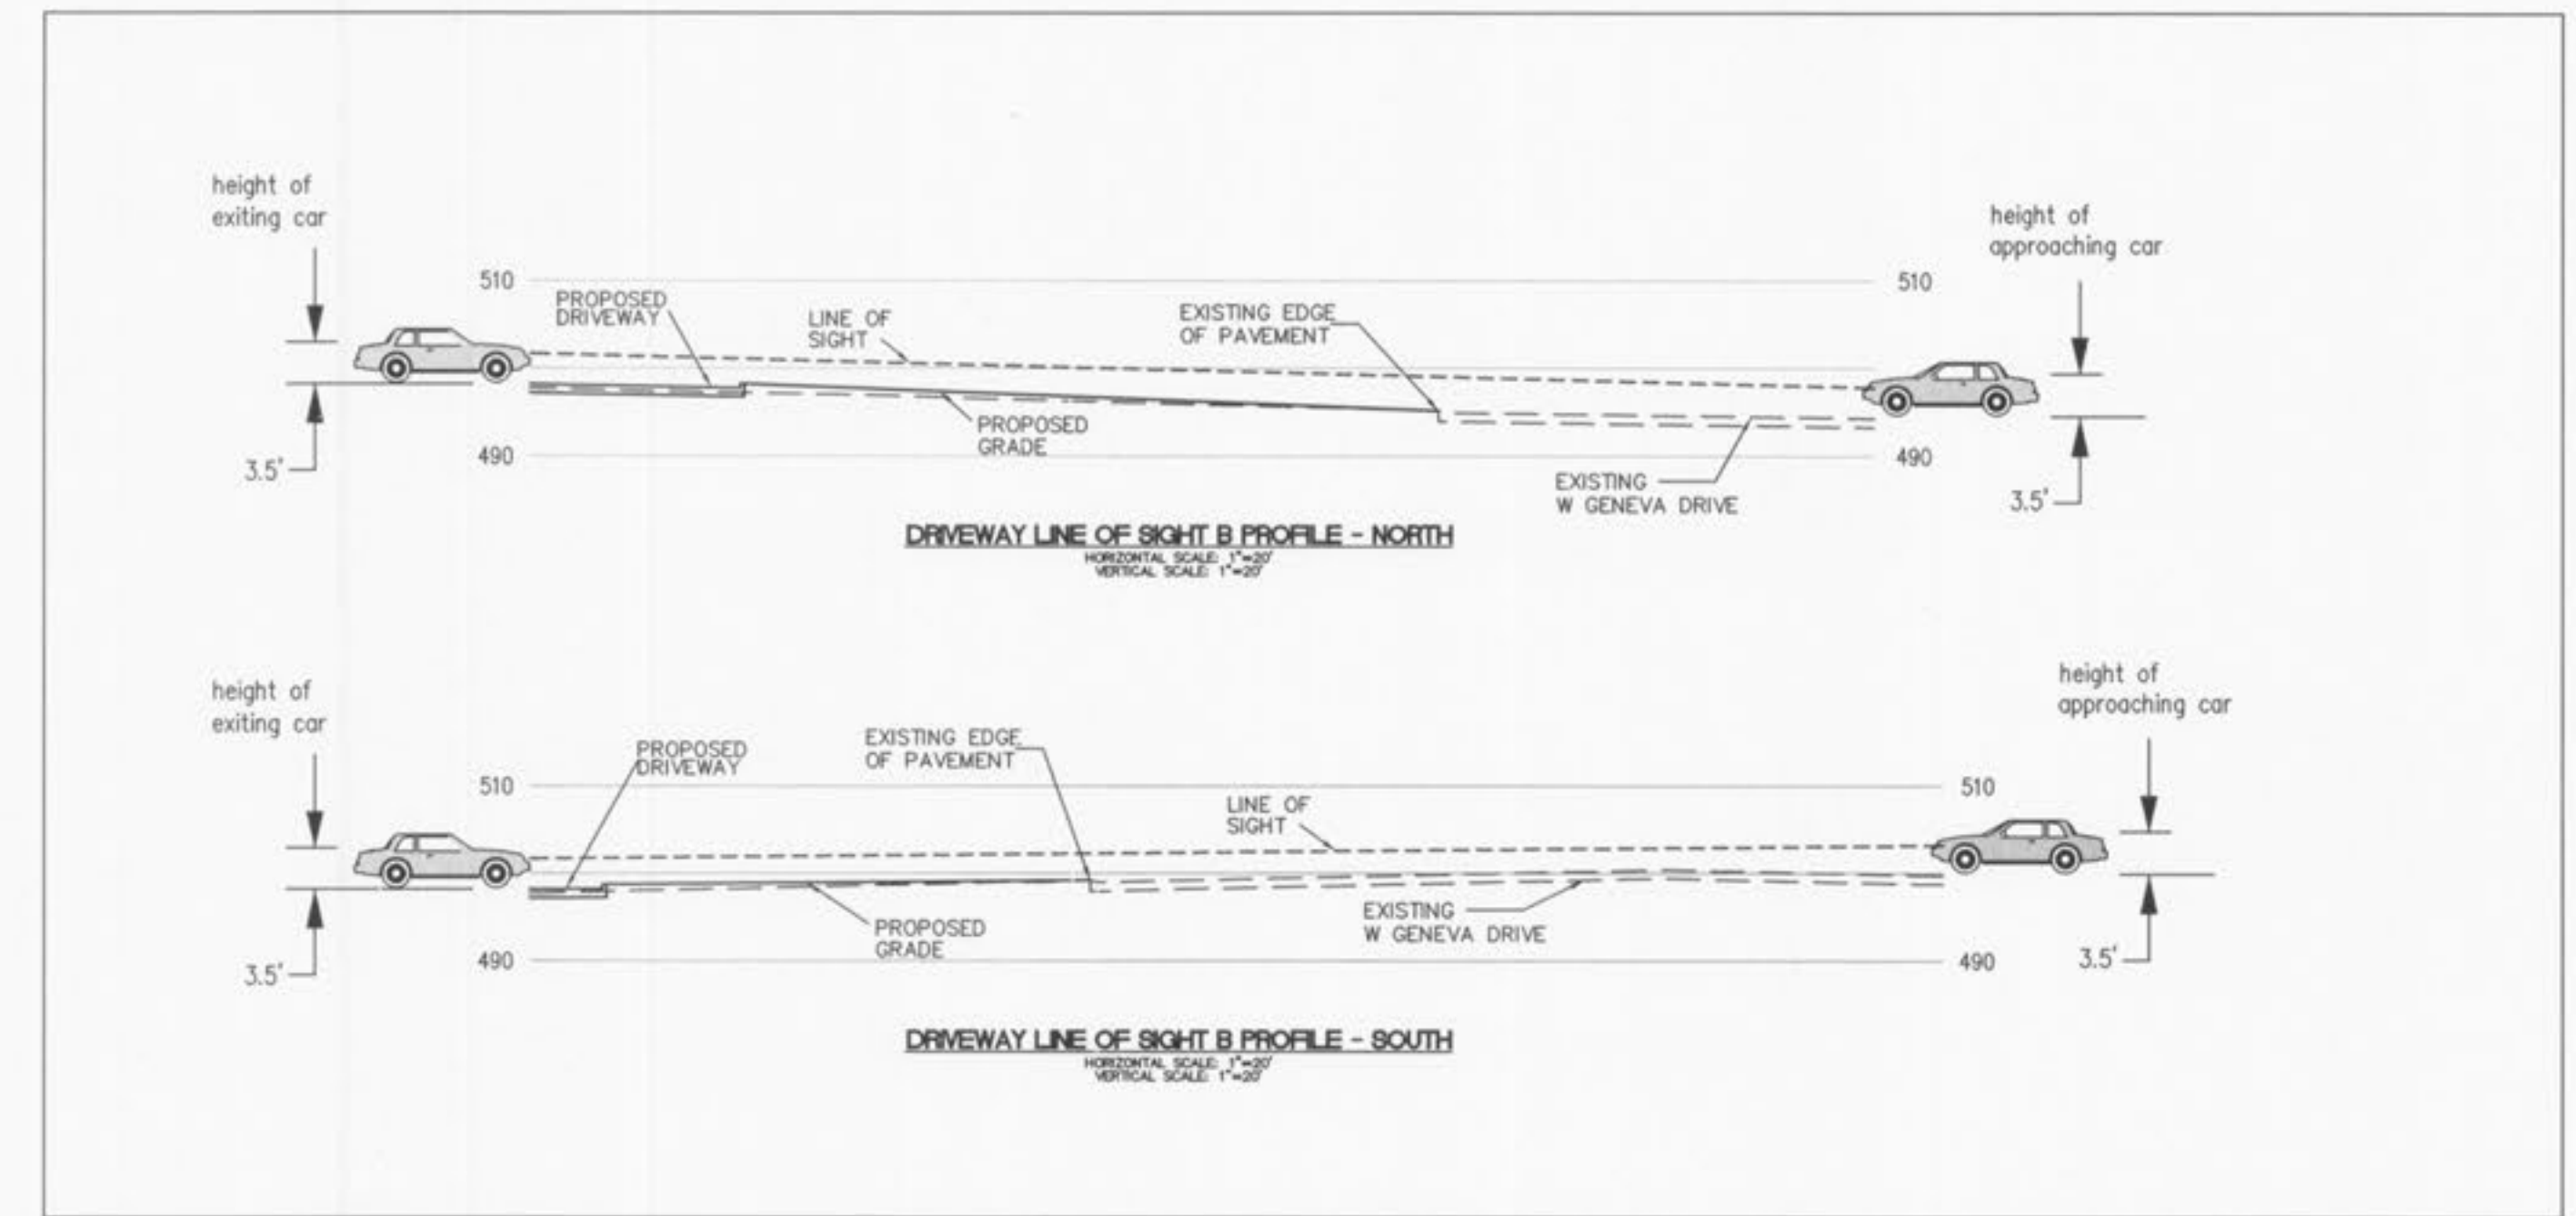 height of
exiting car
height of
approaching car
510
510
PROPOSED
DRIVEWAY
LINE OF
SIGHT
EXISTING EDGE
OF PAVEMENT
PROPOSED
GRADE
490
490
3.5'
EXISTING
W GENEVA DRIVE
3.5'
DRIVEWAY LINE OF SIGHT B PROFILE - NORTH
HORIZONTAL SCALE: 1"=20'
VERTICAL SCALE: 1"=20'
height of
exiting car
height of
approaching car
PROPOSED
DRIVEWAY
EXISTING EDGE
OF PAVEMENT
510
510
LINE OF
SIGHT
EXISTING
W GENEVA DRIVE
PROPOSED
GRADE
490
490
3.5'
3.5'
DRIVEWAY LINE OF SIGHT B PROFILE - SOUTH
HORIZONTAL SCALE: 1"=20'
VERTICAL SCALE: 1"=20'